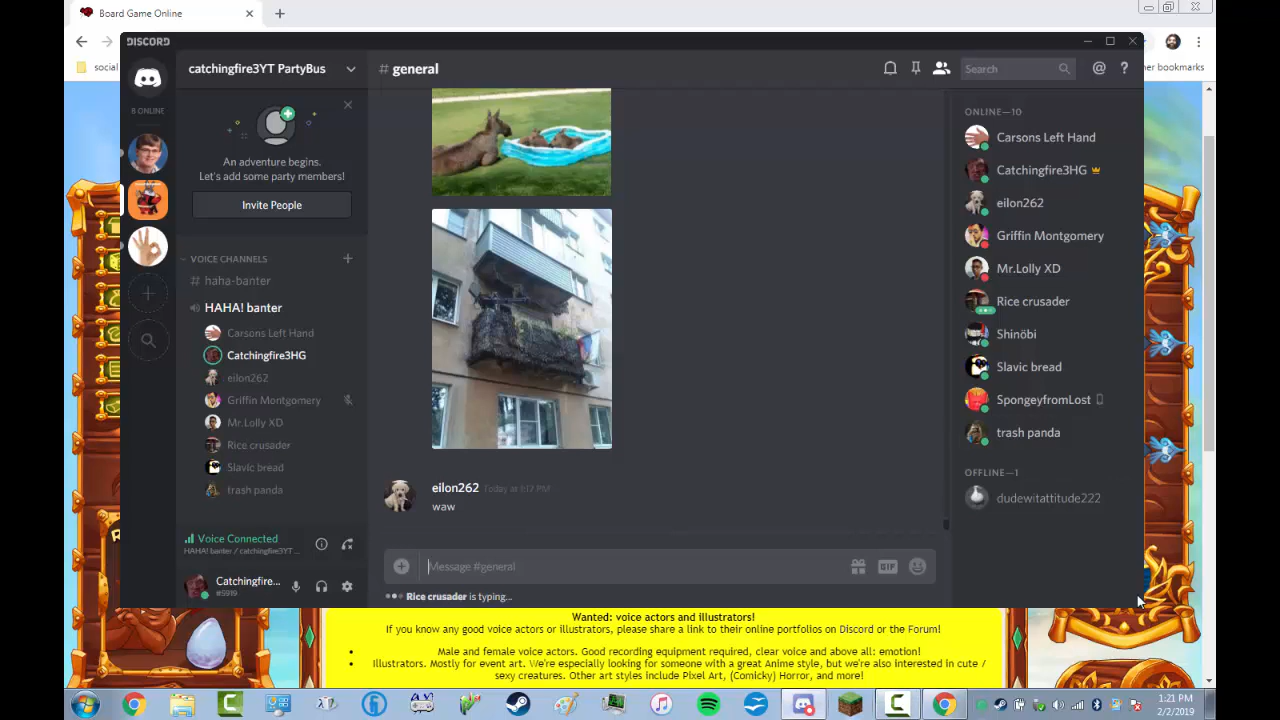 Board Game Online
DISCORD
social
her bookmarks
catchingfire3YT PartyBus
# general
Search
8 ONLINE
An adventure begins.
Let's add some party members!
Invite People
VOICE CHANNELS
# haha-banter
HAHA! banter
Carsons Left Hand
Catchingfire3HG
eilon262
Griffin Montgomery
Mr.Lolly XD
Rice crusader
Slavic bread
trash panda
Voice Connected
HAHA! banter / catchingfire3YT ...
Catchingfire...
#5919
eilon262 Today at 1:17 PM
waw
Message #general
GIF
Rice crusader is typing...
ONLINE—10
Carsons Left Hand
Catchingfire3HG
eilon262
Griffin Montgomery
Mr.Lolly XD
Rice crusader
Shinöbi
Slavic bread
SpongeyfromLost
trash panda
OFFLINE—1
dudewitattitude222
Wanted: voice actors and illustrators!
If you know any good voice actors or illustrators, please share a link to their online portfolios on Discord or the Forum!
• Male and female voice actors. Good recording equipment required, clear voice and above all: emotion!
• Illustrators. Mostly for event art. We're especially looking for someone with a great Anime style, but we're also interested in cute /
sexy creatures. Other art styles include Pixel Art, (Comicky) Horror, and more!
1:21 PM
2/2/2019